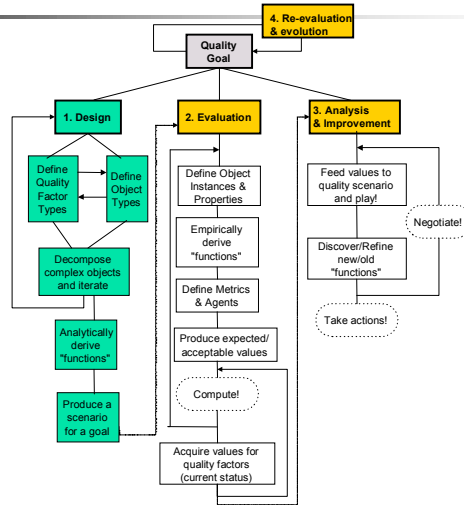 4. Re-evaluation
& evolution
Quality
Goal
1. Design
Define
Quality
Factor
Types
Define
Object
Types
Decompose
complex objects
and iterate
Analytically
derive
"functions"
Produce a
scenario
for a goal
2. Evaluation
Define Object
Instances &
Properties
Empirically
derive
"functions"
Define Metrics
& Agents
Produce expected/
acceptable values
Compute!
Acquire values for
quality factors
(current status)
3. Analysis
& Improvement
Feed values to
quality scenario
and play!
Negotiate!
Discover/Refine
new/old
"functions"
Take actions!